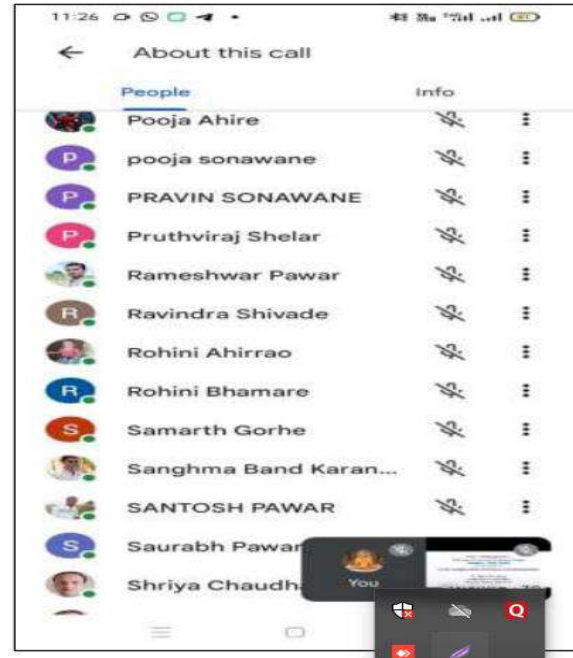 11:26
About this call
People Info
Pooja Ahire
pooja sonawane
PRAVIN SONAWANE
Pruthviraj Shelar
Rameshwar Pawar
Ravindra Shivade
Rohini Ahirrao
Rohini Bhamare
Samarth Gorhe
Sanghma Band Karan...
SANTOSH PAWAR
Saurabh Pawar
Shriya Chaudh
You